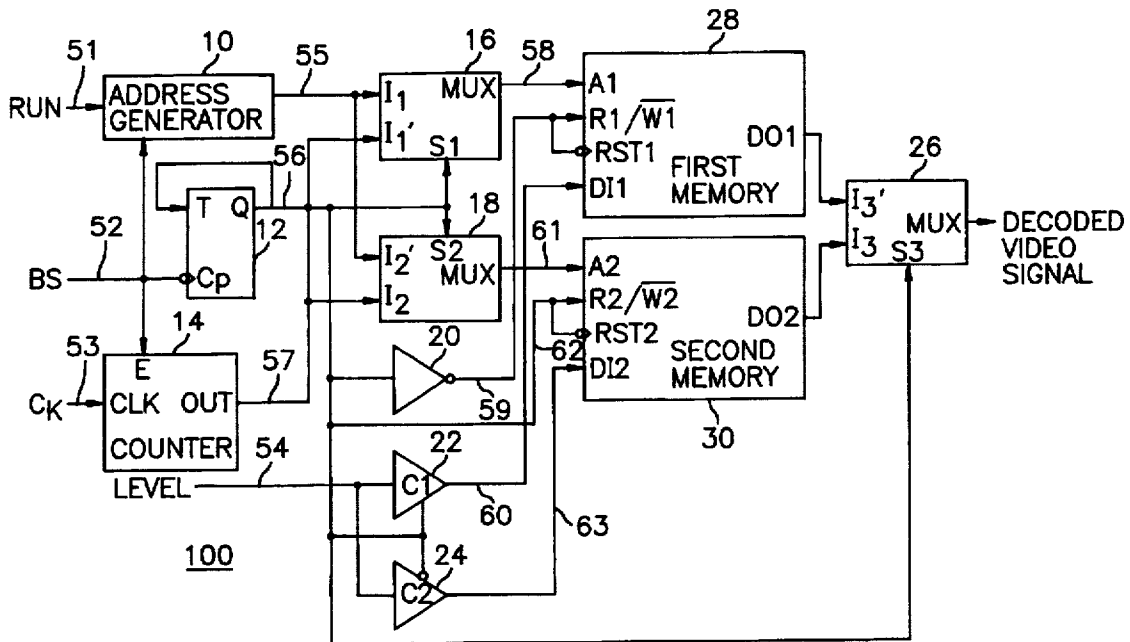 28
10
51
55
16
58
RUN
ADDRESS
GENERATOR
I₁
MUX
I₁'
S1
A1
R1/W̅1̅
RST1
DI1
DO1
FIRST
MEMORY
56
T
Q
12
Cp
52
BS
18
S2
I₂'
MUX
I₂
61
26
I₃'
I₃
MUX
S3
DECODED
VIDEO
SIGNAL
A2
R2/W̅2̅
RST2
DI2
DO2
SECOND
MEMORY
30
14
53
C_K
E
CLK
OUT
COUNTER
57
20
59
62
LEVEL
54
22
C1
60
63
100
24
C2